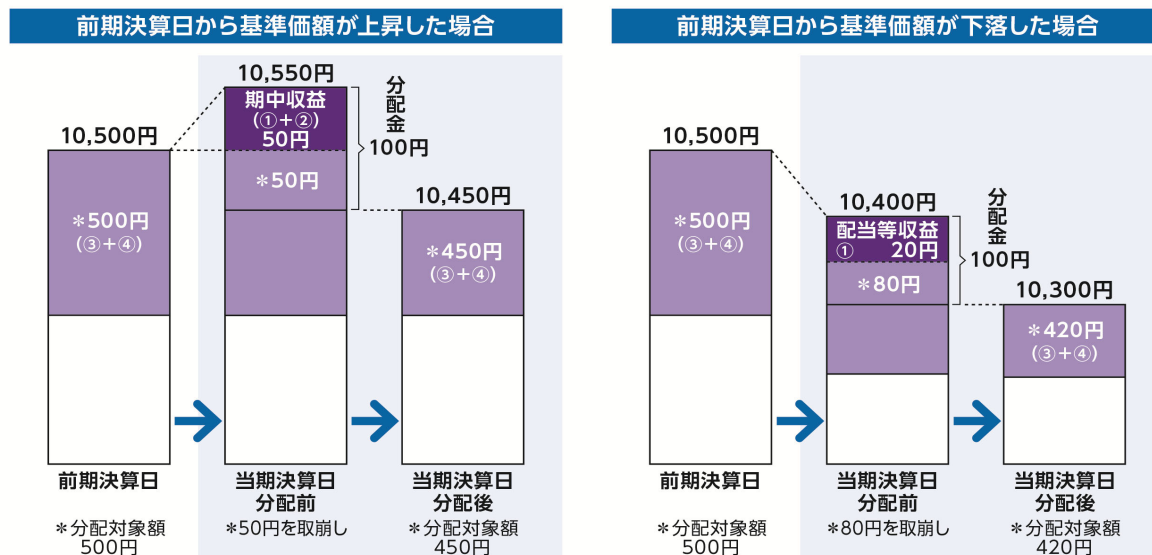 前期決算日から基準価額が上昇した場合
10,500円
*500円
(③+④)
前期決算日
*分配対象額
500円
10,550円
期中収益
(①+②)
50円
*50円
分配金
100円
当期決算日
分配前
*50円を取崩し
10,450円
*450円
(③+④)
当期決算日
分配後
*分配対象額
450円
前期決算日から基準価額が下落した場合
10,500円
*500円
(③+④)
前期決算日
*分配対象額
500円
10,400円
配当等収益
① 20円
*80円
分配金
100円
当期決算日
分配前
*80円を取崩し
10,300円
*420円
(③+④)
当期決算日
分配後
*分配対象額
420円